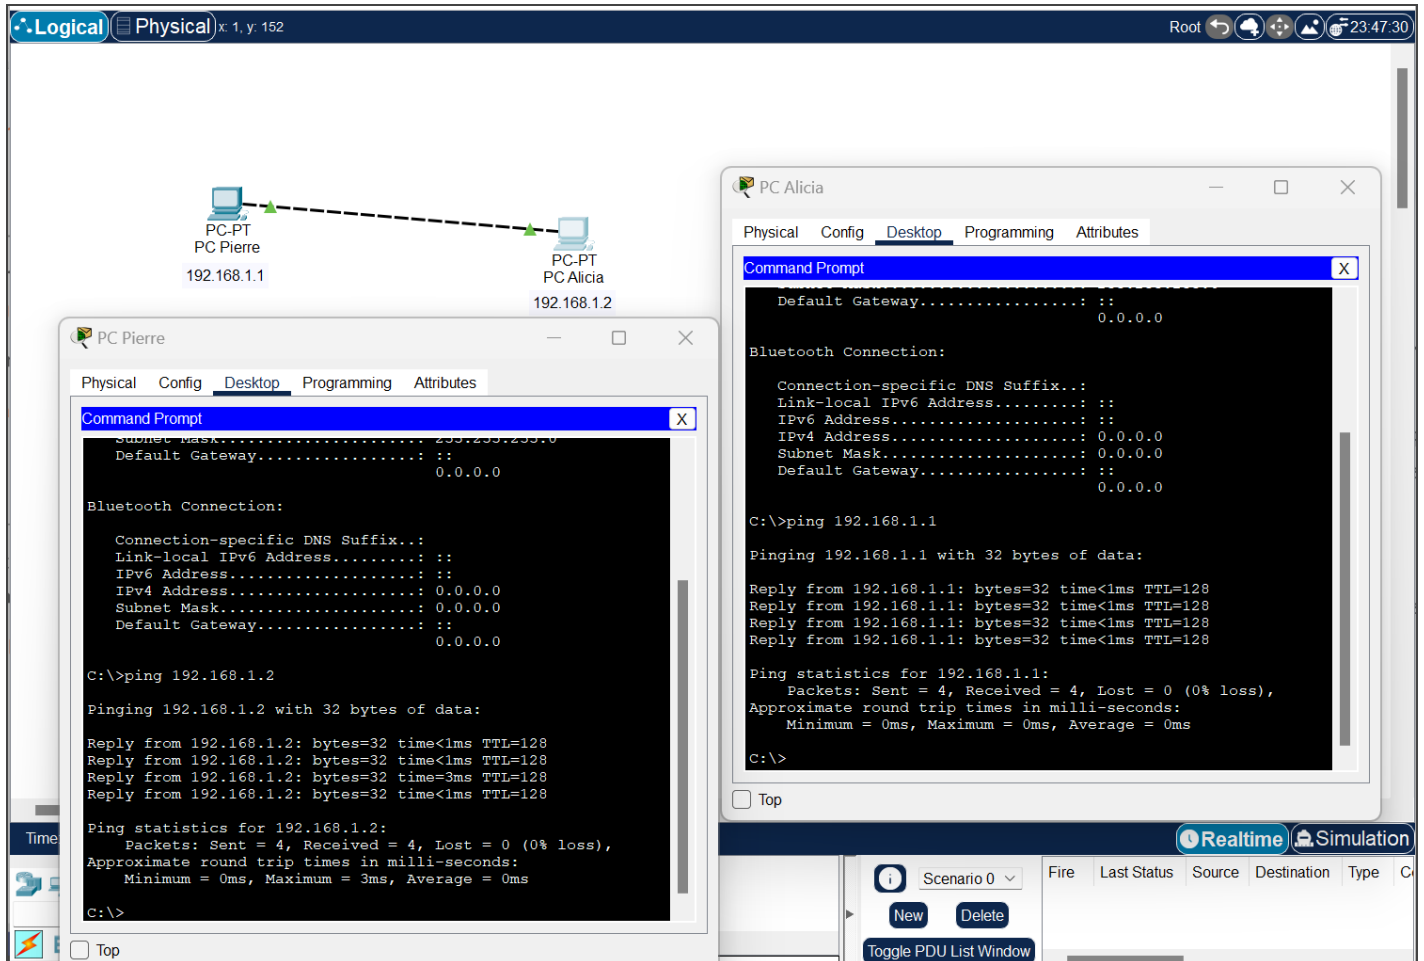 Logical Physical x: 1, y: 152 Root 23:47:30
PC-PT
PC Pierre
192.168.1.1
PC-PT
PC Alicia
192.168.1.2
PC Pierre
Physical Config Desktop Programming Attributes
Command Prompt X
Subnet Mask.....................: 255.255.255.0
Default Gateway.................: ::
0.0.0.0
Bluetooth Connection:
Connection-specific DNS Suffix..:
Link-local IPv6 Address.........: ::
IPv6 Address....................: ::
IPv4 Address....................: 0.0.0.0
Subnet Mask.....................: 0.0.0.0
Default Gateway.................: ::
0.0.0.0
C:\>ping 192.168.1.2
Pinging 192.168.1.2 with 32 bytes of data:
Reply from 192.168.1.2: bytes=32 time<1ms TTL=128
Reply from 192.168.1.2: bytes=32 time<1ms TTL=128
Reply from 192.168.1.2: bytes=32 time=3ms TTL=128
Reply from 192.168.1.2: bytes=32 time<1ms TTL=128
Ping statistics for 192.168.1.2:
Packets: Sent = 4, Received = 4, Lost = 0 (0% loss),
Approximate round trip times in milli-seconds:
Minimum = 0ms, Maximum = 3ms, Average = 0ms
C:\>
Top
PC Alicia
Physical Config Desktop Programming Attributes
Command Prompt X
Default Gateway.................: ::
0.0.0.0
Bluetooth Connection:
Connection-specific DNS Suffix..:
Link-local IPv6 Address.........: ::
IPv6 Address....................: ::
IPv4 Address....................: 0.0.0.0
Subnet Mask.....................: 0.0.0.0
Default Gateway.................: ::
0.0.0.0
C:\>ping 192.168.1.1
Pinging 192.168.1.1 with 32 bytes of data:
Reply from 192.168.1.1: bytes=32 time<1ms TTL=128
Reply from 192.168.1.1: bytes=32 time<1ms TTL=128
Reply from 192.168.1.1: bytes=32 time<1ms TTL=128
Reply from 192.168.1.1: bytes=32 time<1ms TTL=128
Ping statistics for 192.168.1.1:
Packets: Sent = 4, Received = 4, Lost = 0 (0% loss),
Approximate round trip times in milli-seconds:
Minimum = 0ms, Maximum = 0ms, Average = 0ms
C:\>
Top
Time
Realtime Simulation
Scenario 0 Fire Last Status Source Destination Type
New Delete
Toggle PDU List Window